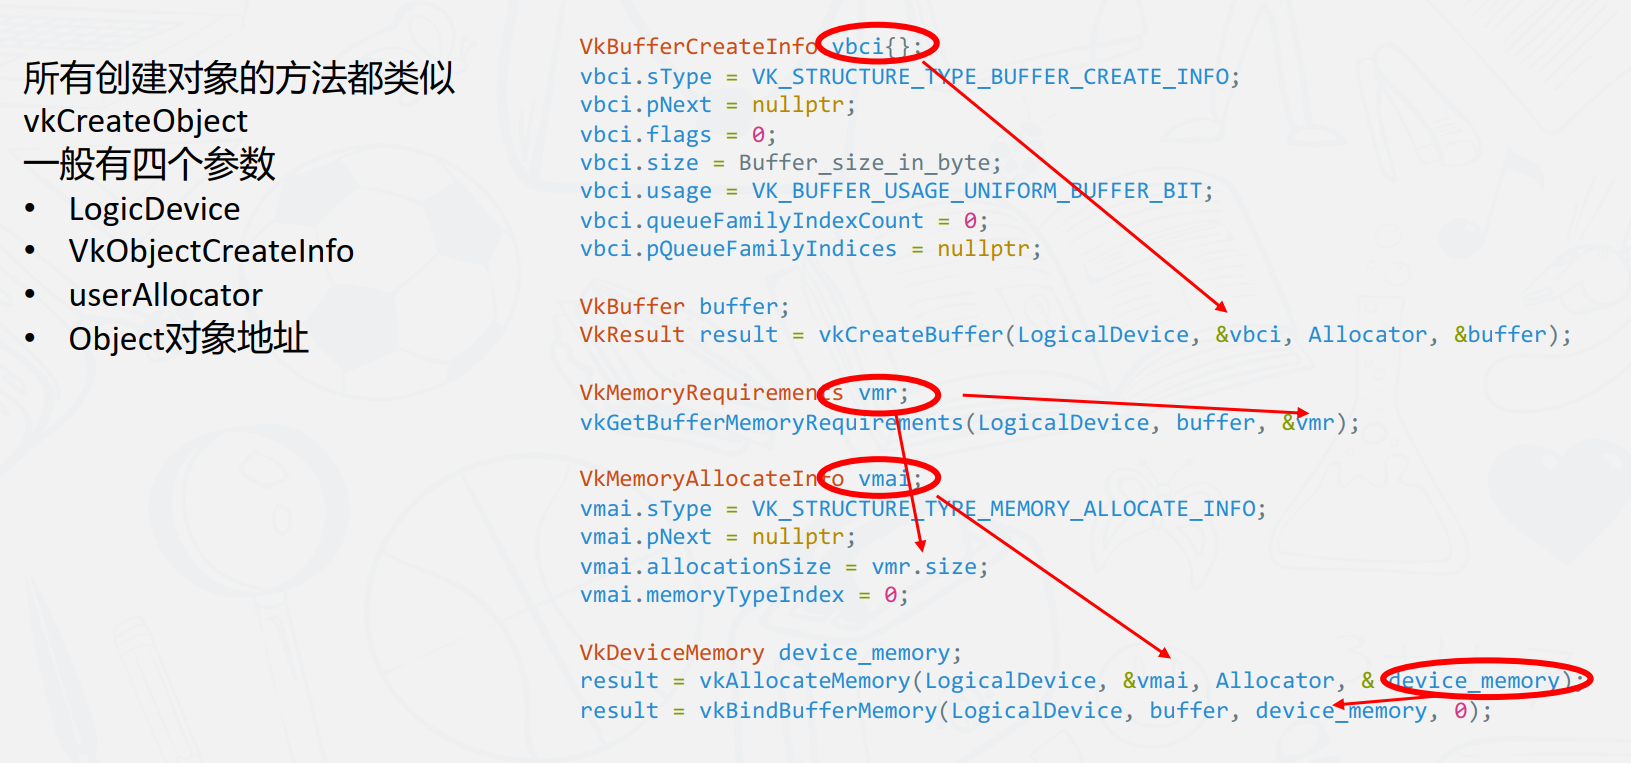 所有创建对象的方法都类似
vkCreateObject
一般有四个参数
• LogicDevice
• VkObjectCreateInfo
• userAllocator
• Object对象地址
VkBufferCreateInfo vbci{};
vbci.sType = VK_STRUCTURE_TYPE_BUFFER_CREATE_INFO;
vbci.pNext = nullptr;
vbci.flags = 0;
vbci.size = Buffer_size_in_byte;
vbci.usage = VK_BUFFER_USAGE_UNIFORM_BUFFER_BIT;
vbci.queueFamilyIndexCount = 0;
vbci.pQueueFamilyIndices = nullptr;
VkBuffer buffer;
VkResult result = vkCreateBuffer(LogicalDevice, &vbci, Allocator, &buffer);
VkMemoryRequirements vmr;
vkGetBufferMemoryRequirements(LogicalDevice, buffer, &vmr);
VkMemoryAllocateInfo vmai;
vmai.sType = VK_STRUCTURE_TYPE_MEMORY_ALLOCATE_INFO;
vmai.pNext = nullptr;
vmai.allocationSize = vmr.size;
vmai.memoryTypeIndex = 0;
VkDeviceMemory device_memory;
result = vkAllocateMemory(LogicalDevice, &vmai, Allocator, & device_memory);
result = vkBindBufferMemory(LogicalDevice, buffer, device_memory, 0);